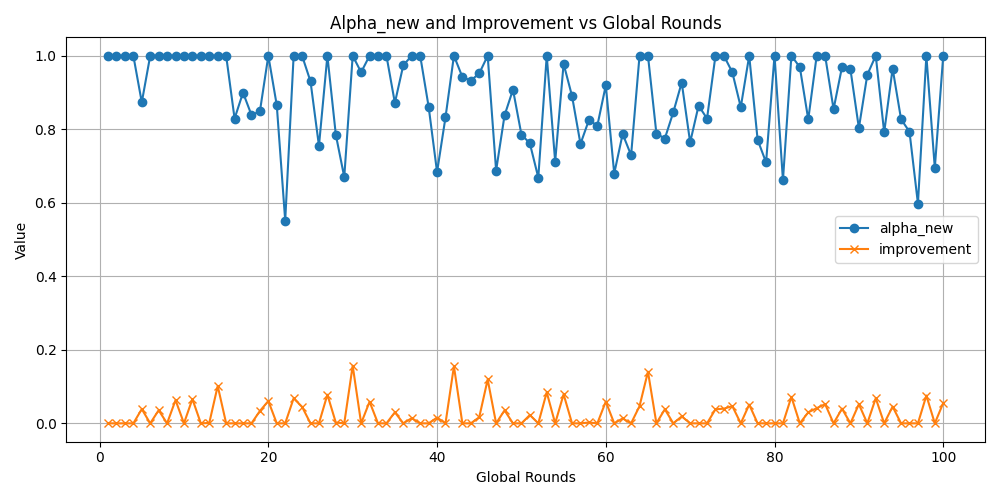 Alpha_new and Improvement vs Global Rounds
1.0
0.8
0.6
0.4
0.2
0.0
Value
alpha_new
improvement
0
20
40
60
80
100
Global Rounds